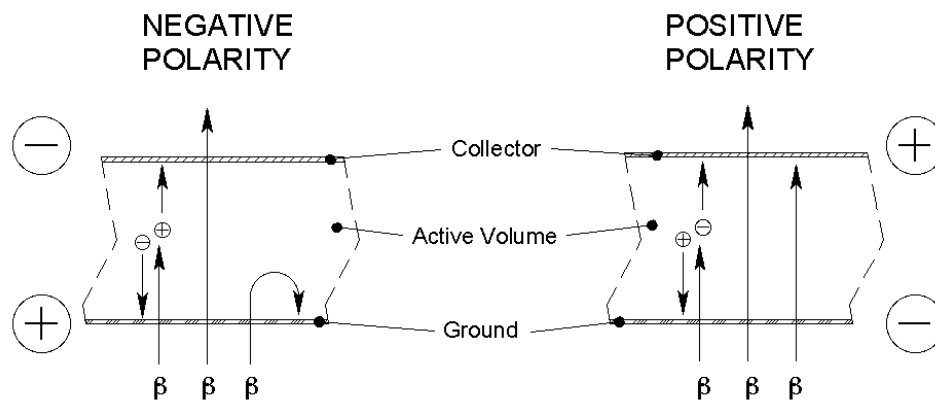 NEGATIVE
POLARITY
POSITIVE
POLARITY
−
+
Collector
Active Volume
Ground
− +
+ −
+
−
β β β
β β β